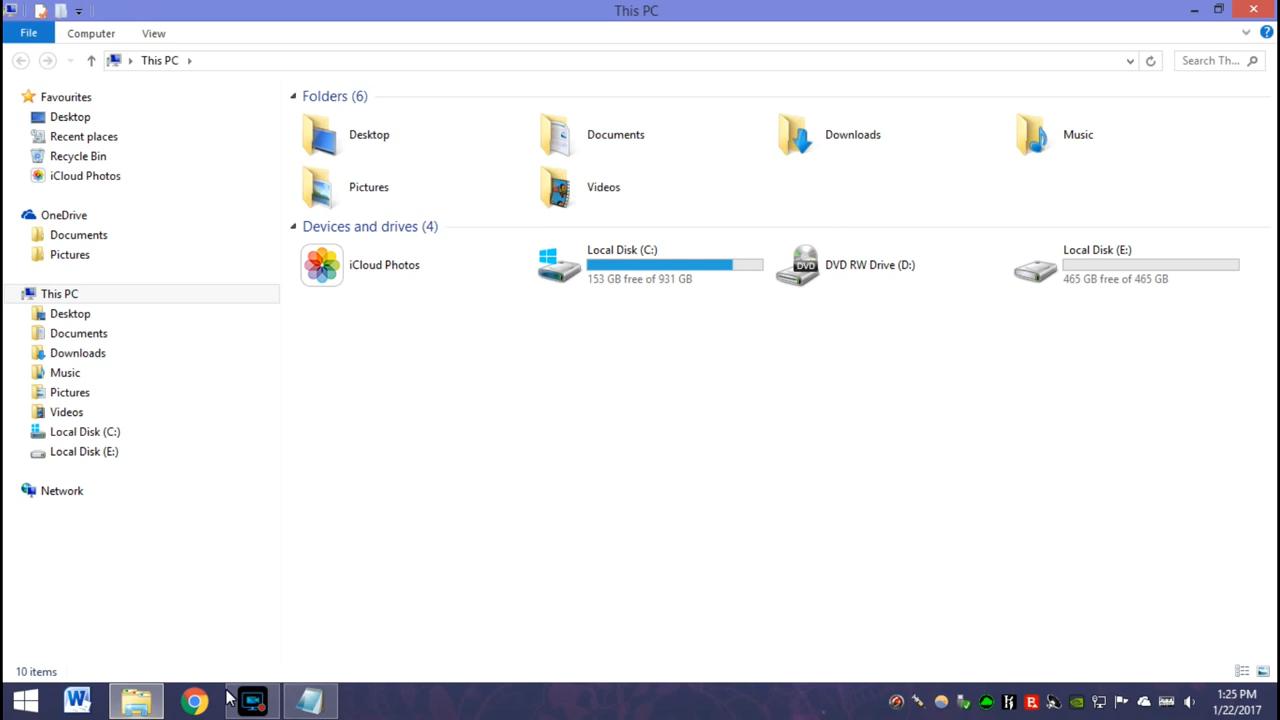 This PC
File
Computer
View
This PC
Search Th...
Favourites
Desktop
Recent places
Recycle Bin
iCloud Photos
OneDrive
Documents
Pictures
This PC
Desktop
Documents
Downloads
Music
Pictures
Videos
Local Disk (C:)
Local Disk (E:)
Network
Folders (6)
Desktop
Documents
Downloads
Music
Pictures
Videos
Devices and drives (4)
iCloud Photos
Local Disk (C:)
153 GB free of 931 GB
DVD
DVD RW Drive (D:)
Local Disk (E:)
465 GB free of 465 GB
10 items
1:25 PM
1/22/2017